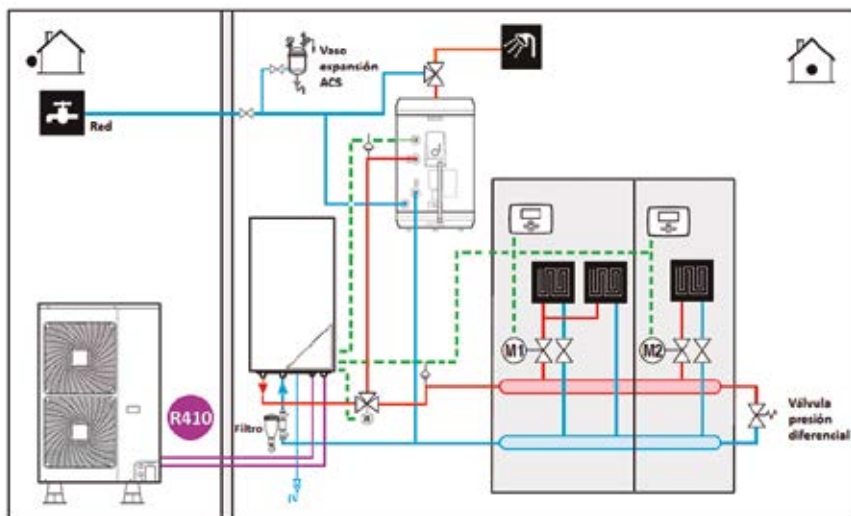 Vaso
expansión
ACS
Red
M1
M2
R410
Filtro
Válvula
presión
diferencial